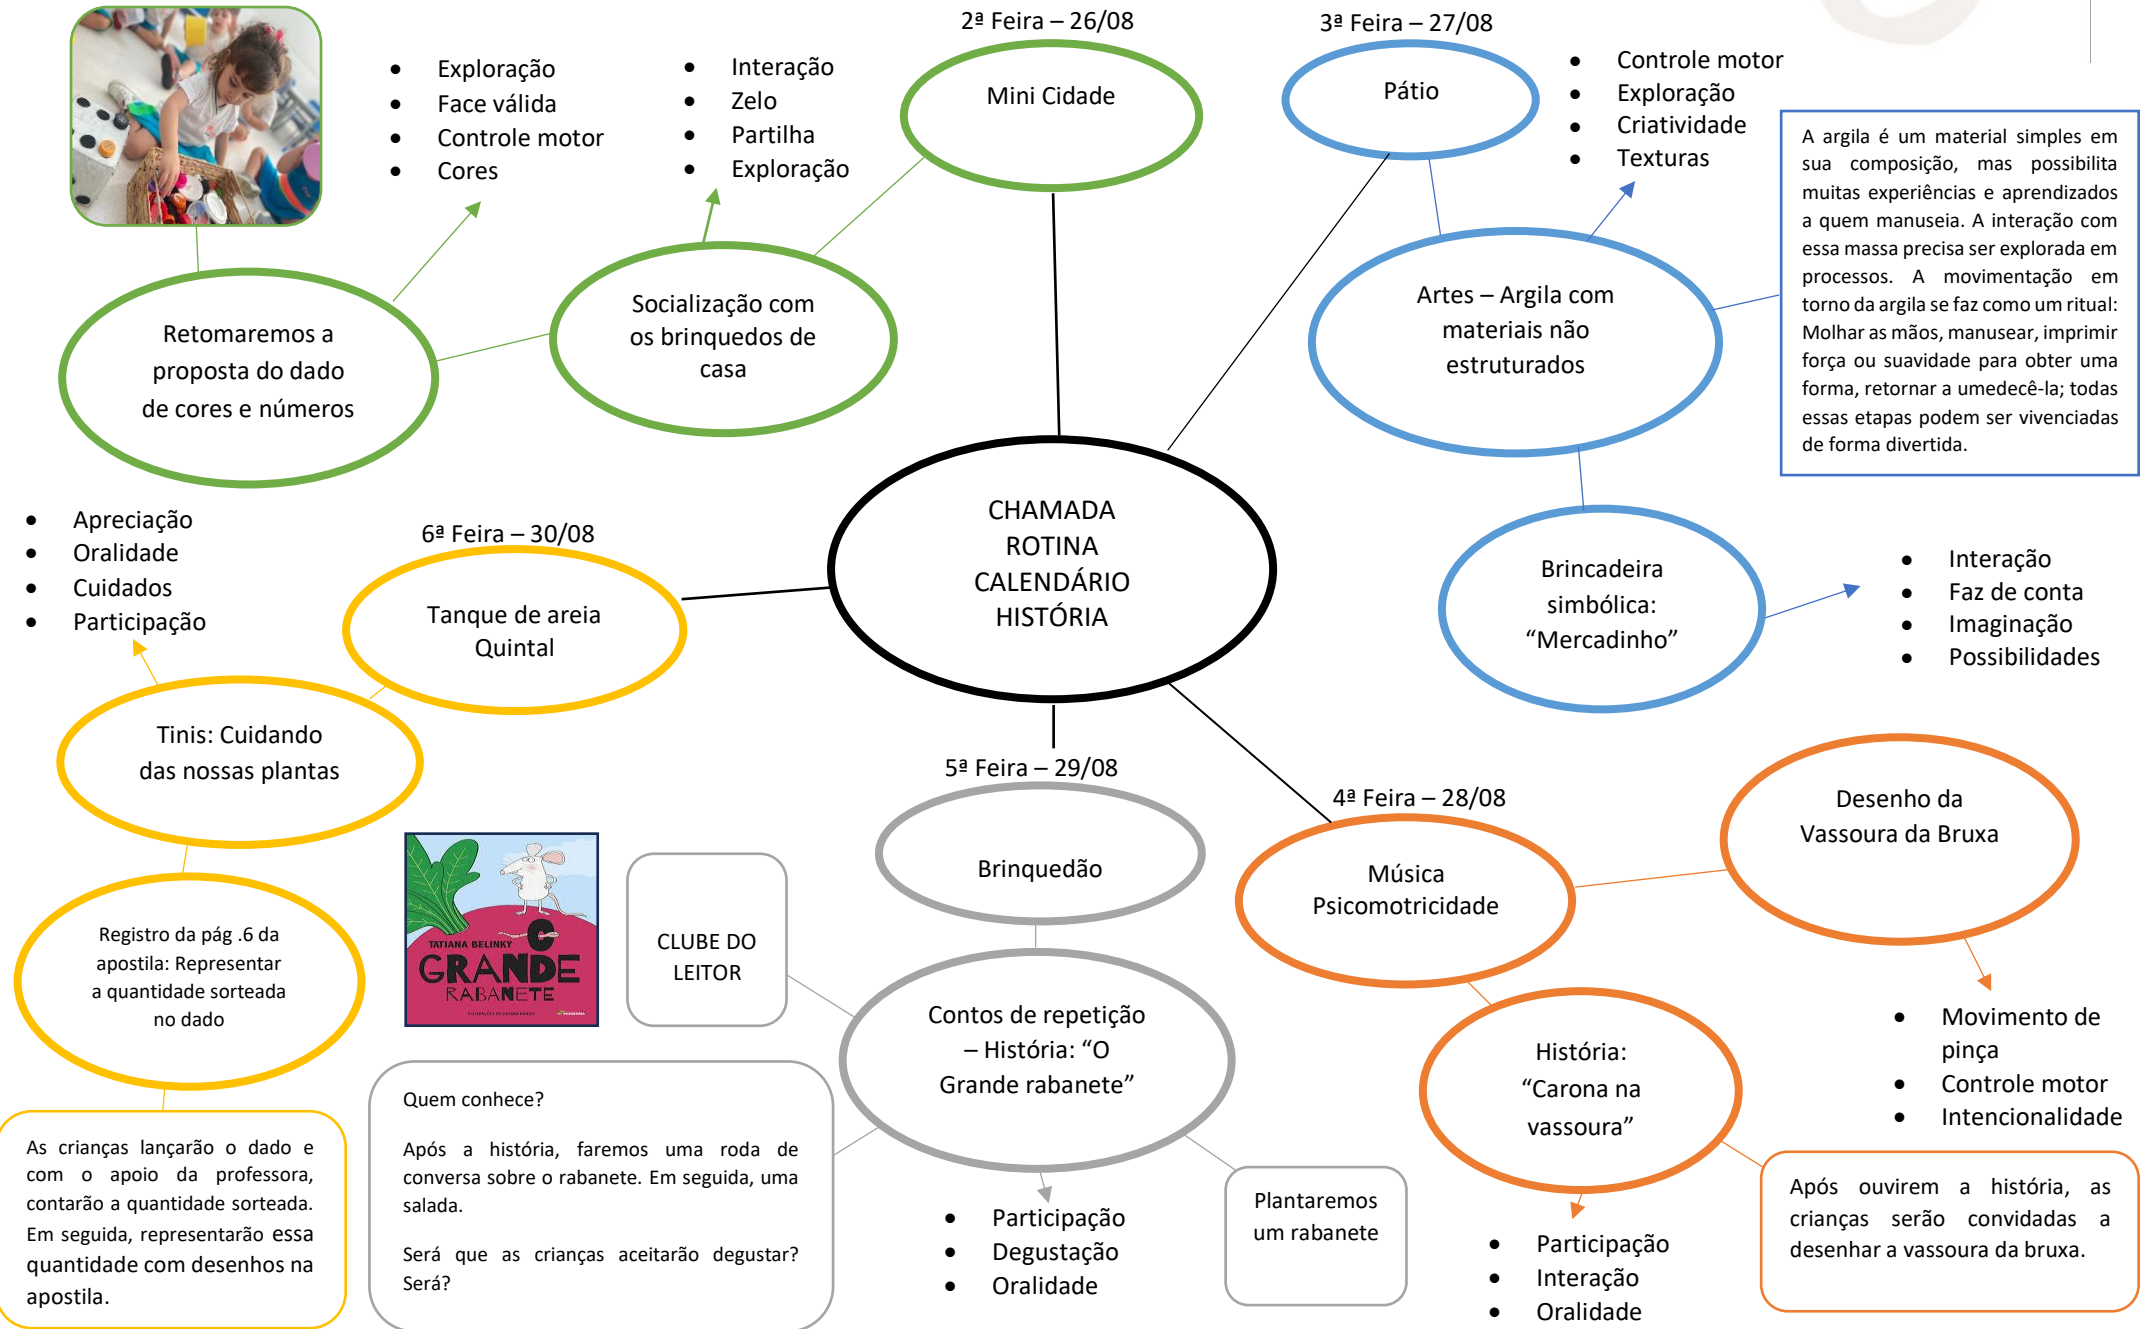 2ª Feira – 26/08
Mini Cidade
• Interação
• Zelo
• Partilha
• Exploração
Socialização com
os brinquedos de
casa
• Exploração
• Face válida
• Controle motor
• Cores
Retomaremos a
proposta do dado
de cores e números
3ª Feira – 27/08
Pátio
• Controle motor
• Exploração
• Criatividade
• Texturas
Artes – Argila com
materiais não
estruturados
A argila é um material simples em
sua composição, mas possibilita
muitas experiências e aprendizados
a quem manuseia. A interação com
essa massa precisa ser explorada em
processos. A movimentação em
torno da argila se faz como um ritual:
Molhar as mãos, manusear, imprimir
força ou suavidade para obter uma
forma, retornar a umedecê-la; todas
essas etapas podem ser vivenciadas
de forma divertida.
Brincadeira
simbólica:
“Mercadinho”
• Interação
• Faz de conta
• Imaginação
• Possibilidades
CHAMADA
ROTINA
CALENDÁRIO
HISTÓRIA
6ª Feira – 30/08
Tanque de areia
Quintal
• Apreciação
• Oralidade
• Cuidados
• Participação
Tinis: Cuidando
das nossas plantas
Registro da pág .6 da
apostila: Representar
a quantidade sorteada
no dado
As crianças lançarão o dado e
com o apoio da professora,
contarão a quantidade sorteada.
Em seguida, representarão essa
quantidade com desenhos na
apostila.
5ª Feira – 29/08
Brinquedão
TATIANA BELINKY
O
GRANDE
RABANETE
CLUBE DO
LEITOR
Contos de repetição
– História: “O
Grande rabanete”
Quem conhece?
Após a história, faremos uma roda de
conversa sobre o rabanete. Em seguida, uma
salada.
Será que as crianças aceitarão degustar?
Será?
• Participação
• Degustação
• Oralidade
Plantaremos
um rabanete
4ª Feira – 28/08
Música
Psicomotricidade
Desenho da
Vassoura da Bruxa
• Movimento de
pinça
• Controle motor
• Intencionalidade
História:
“Carona na
vassoura”
• Participação
• Interação
• Oralidade
Após ouvirem a história, as
crianças serão convidadas a
desenhar a vassoura da bruxa.